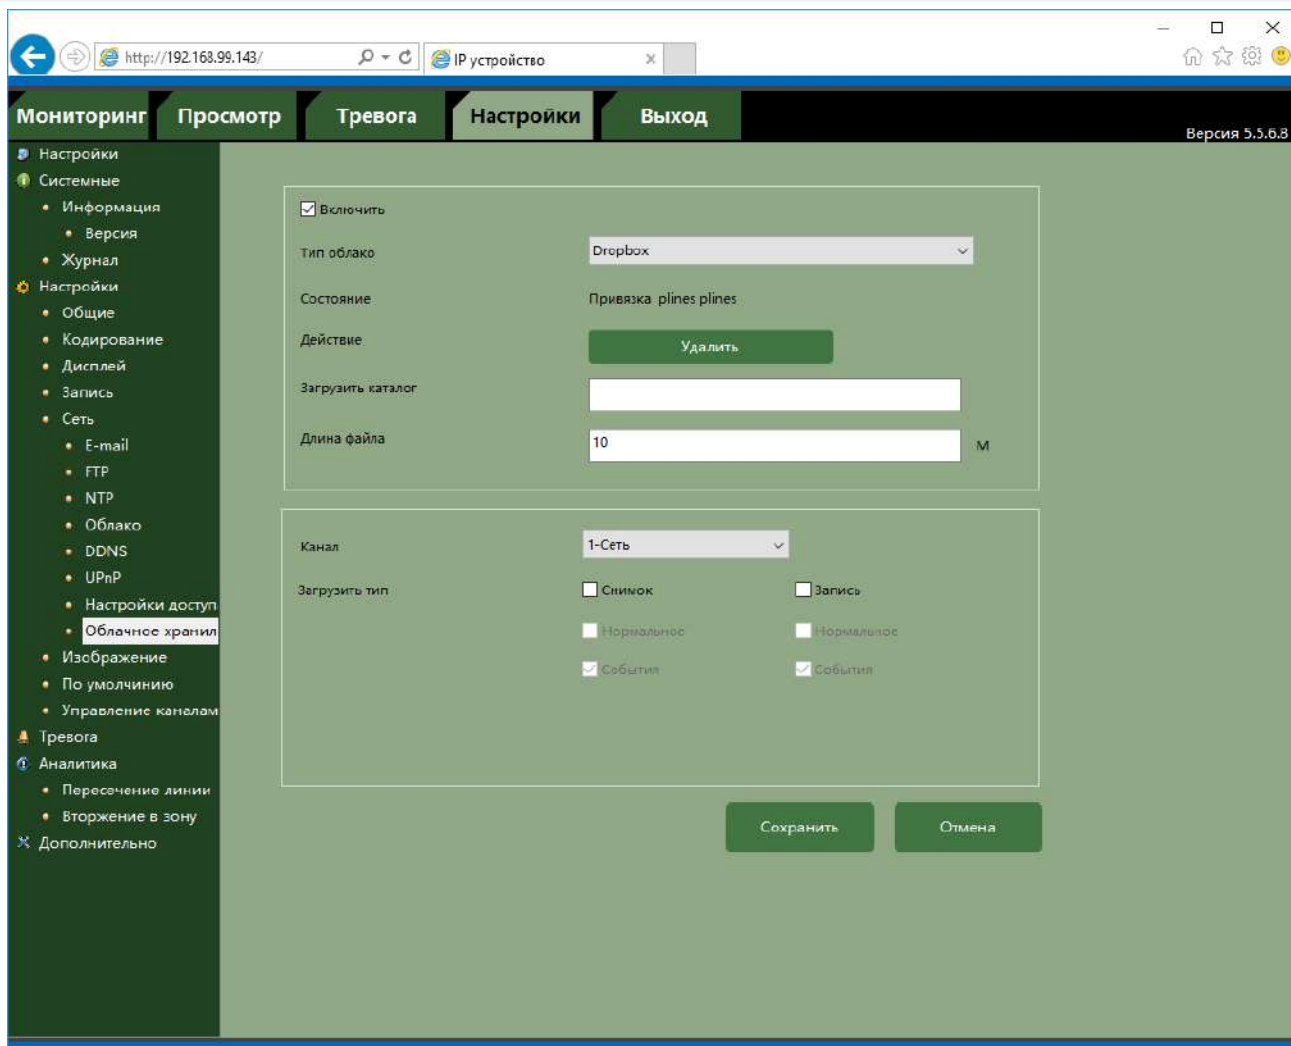 http://192.168.99.143/
IP устройство
Мониторинг Просмотр Тревога Настройки Выход
Версия 5.5.6.8
Настройки
Системные
Информация
Версия
Журнал
Настройки
Общие
Кодирование
Дисплей
Запись
Сеть
E-mail
FTP
NTP
Облако
DDNS
UPnP
Настройки доступ
Облачное хранил
Изображение
По умолчинию
Управление каналам
Тревога
Аналитика
Пересечение линии
Вторжение в зону
Дополнительно
Включить
Тип облако Dropbox
Состояние Привязка plines plines
Действие Удалить
Загрузить каталог
Длина файла 10 М
Канал 1-Сеть
Загрузить тип Снимок Запись
Нормальное Нормальное
События События
Сохранить Отмена